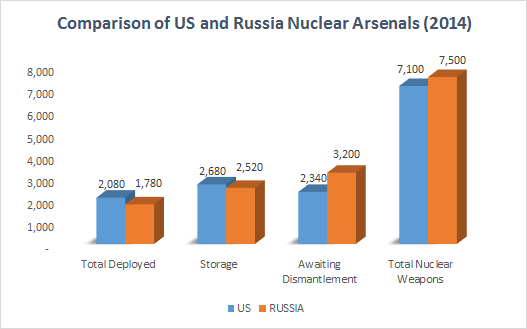 Comparison of US and Russia Nuclear Arsenals (2014)
8,000
7,000
6,000
5,000
4,000
3,000
2,000
1,000
-
2,080
1,780
2,680
2,520
2,340
3,200
7,100
7,500
Total Deployed
Storage
Awaiting
Dismantlement
Total Nuclear
Weapons
US
RUSSIA